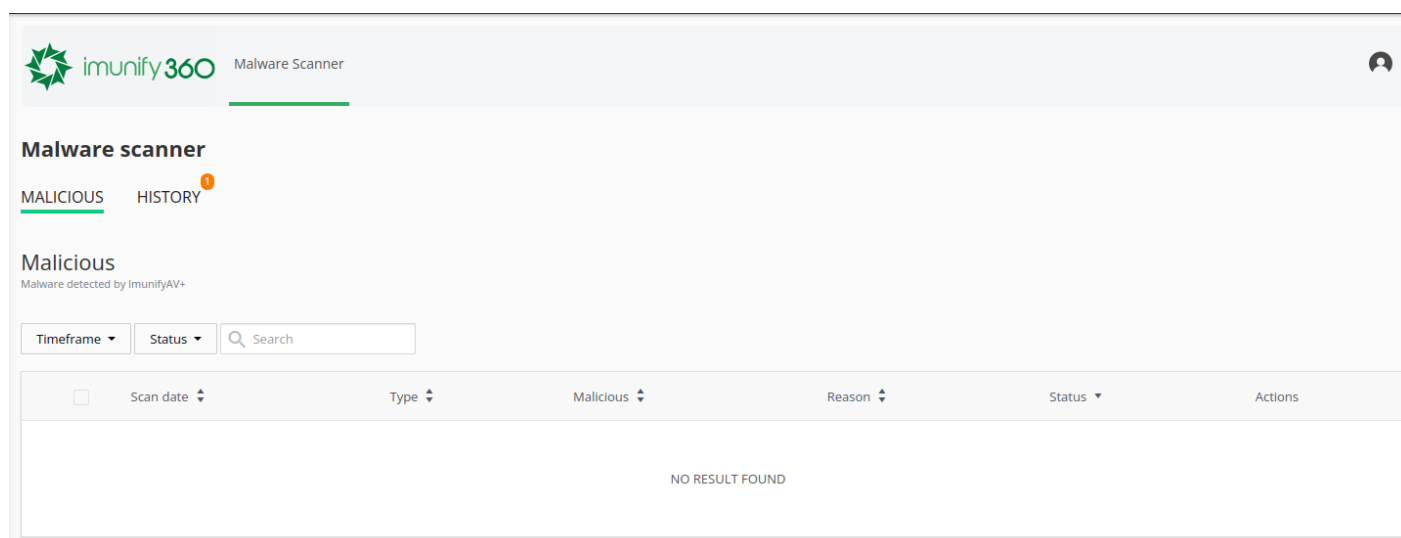 imunify360 Malware Scanner
Malware scanner
MALICIOUS HISTORY 1
Malicious
Malware detected by ImunifyAV+
Timeframe Status Search
Scan date Type Malicious Reason Status Actions
NO RESULT FOUND